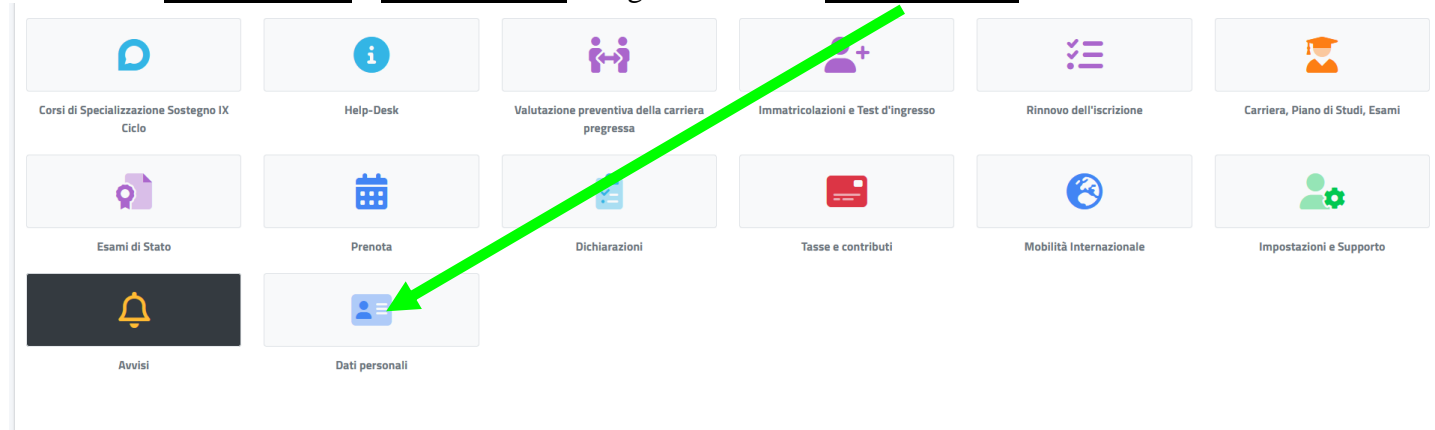 Corsi di Specializzazione Sostegno IX
Ciclo
Help-Desk
Valutazione preventiva della carriera
pregressa
Immatricolazioni e Test d'ingresso
Rinnovo dell'iscrizione
Carriera, Piano di Studi, Esami
Esami di Stato
Prenota
Dichiarazioni
Tasse e contributi
Mobilità Internazionale
Impostazioni e Supporto
Avvisi
Dati personali